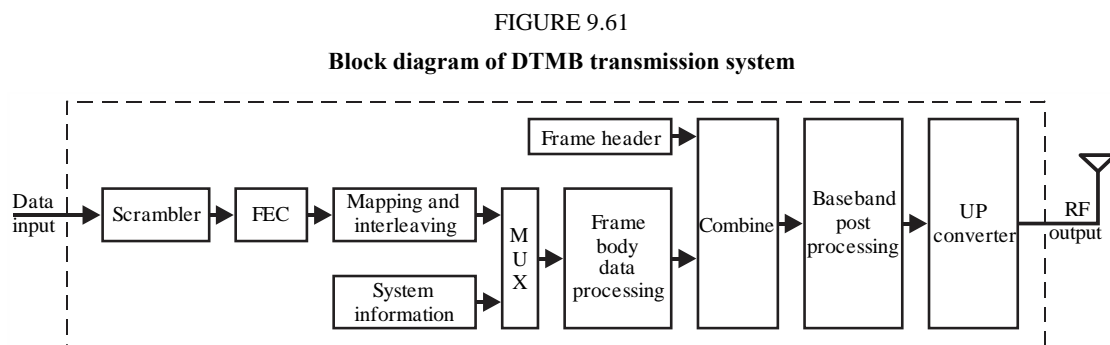 FIGURE 9.61
Block diagram of DTMB transmission system
Frame header
Data
input
Scrambler
FEC
Mapping and
interleaving
System
information
M
U
X
Frame
body
data
processing
Combine
Baseband
post
processing
UP
converter
RF
output